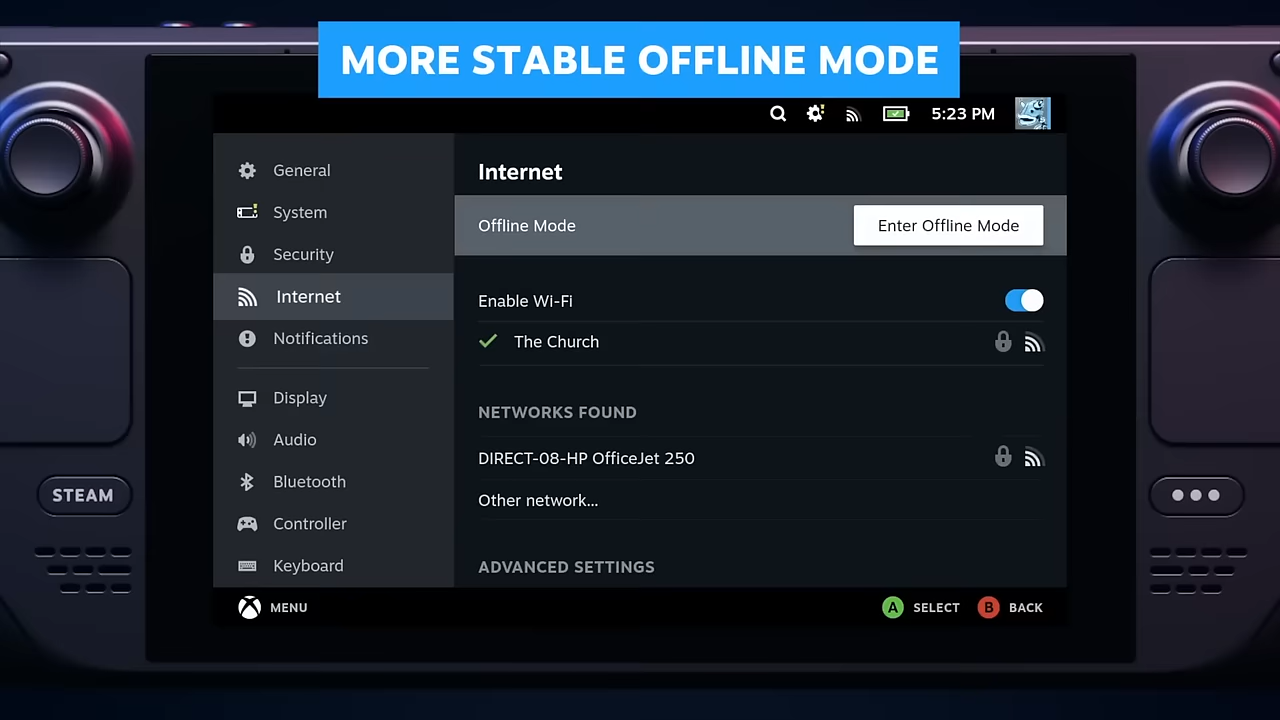 MORE STABLE OFFLINE MODE
5:23 PM
General
System
Security
Internet
Notifications
Display
Audio
Bluetooth
Controller
Keyboard
Internet
Offline Mode
Enter Offline Mode
Enable Wi-Fi
The Church
NETWORKS FOUND
DIRECT-08-HP OfficeJet 250
Other network...
ADVANCED SETTINGS
STEAM
MENU
A SELECT B BACK